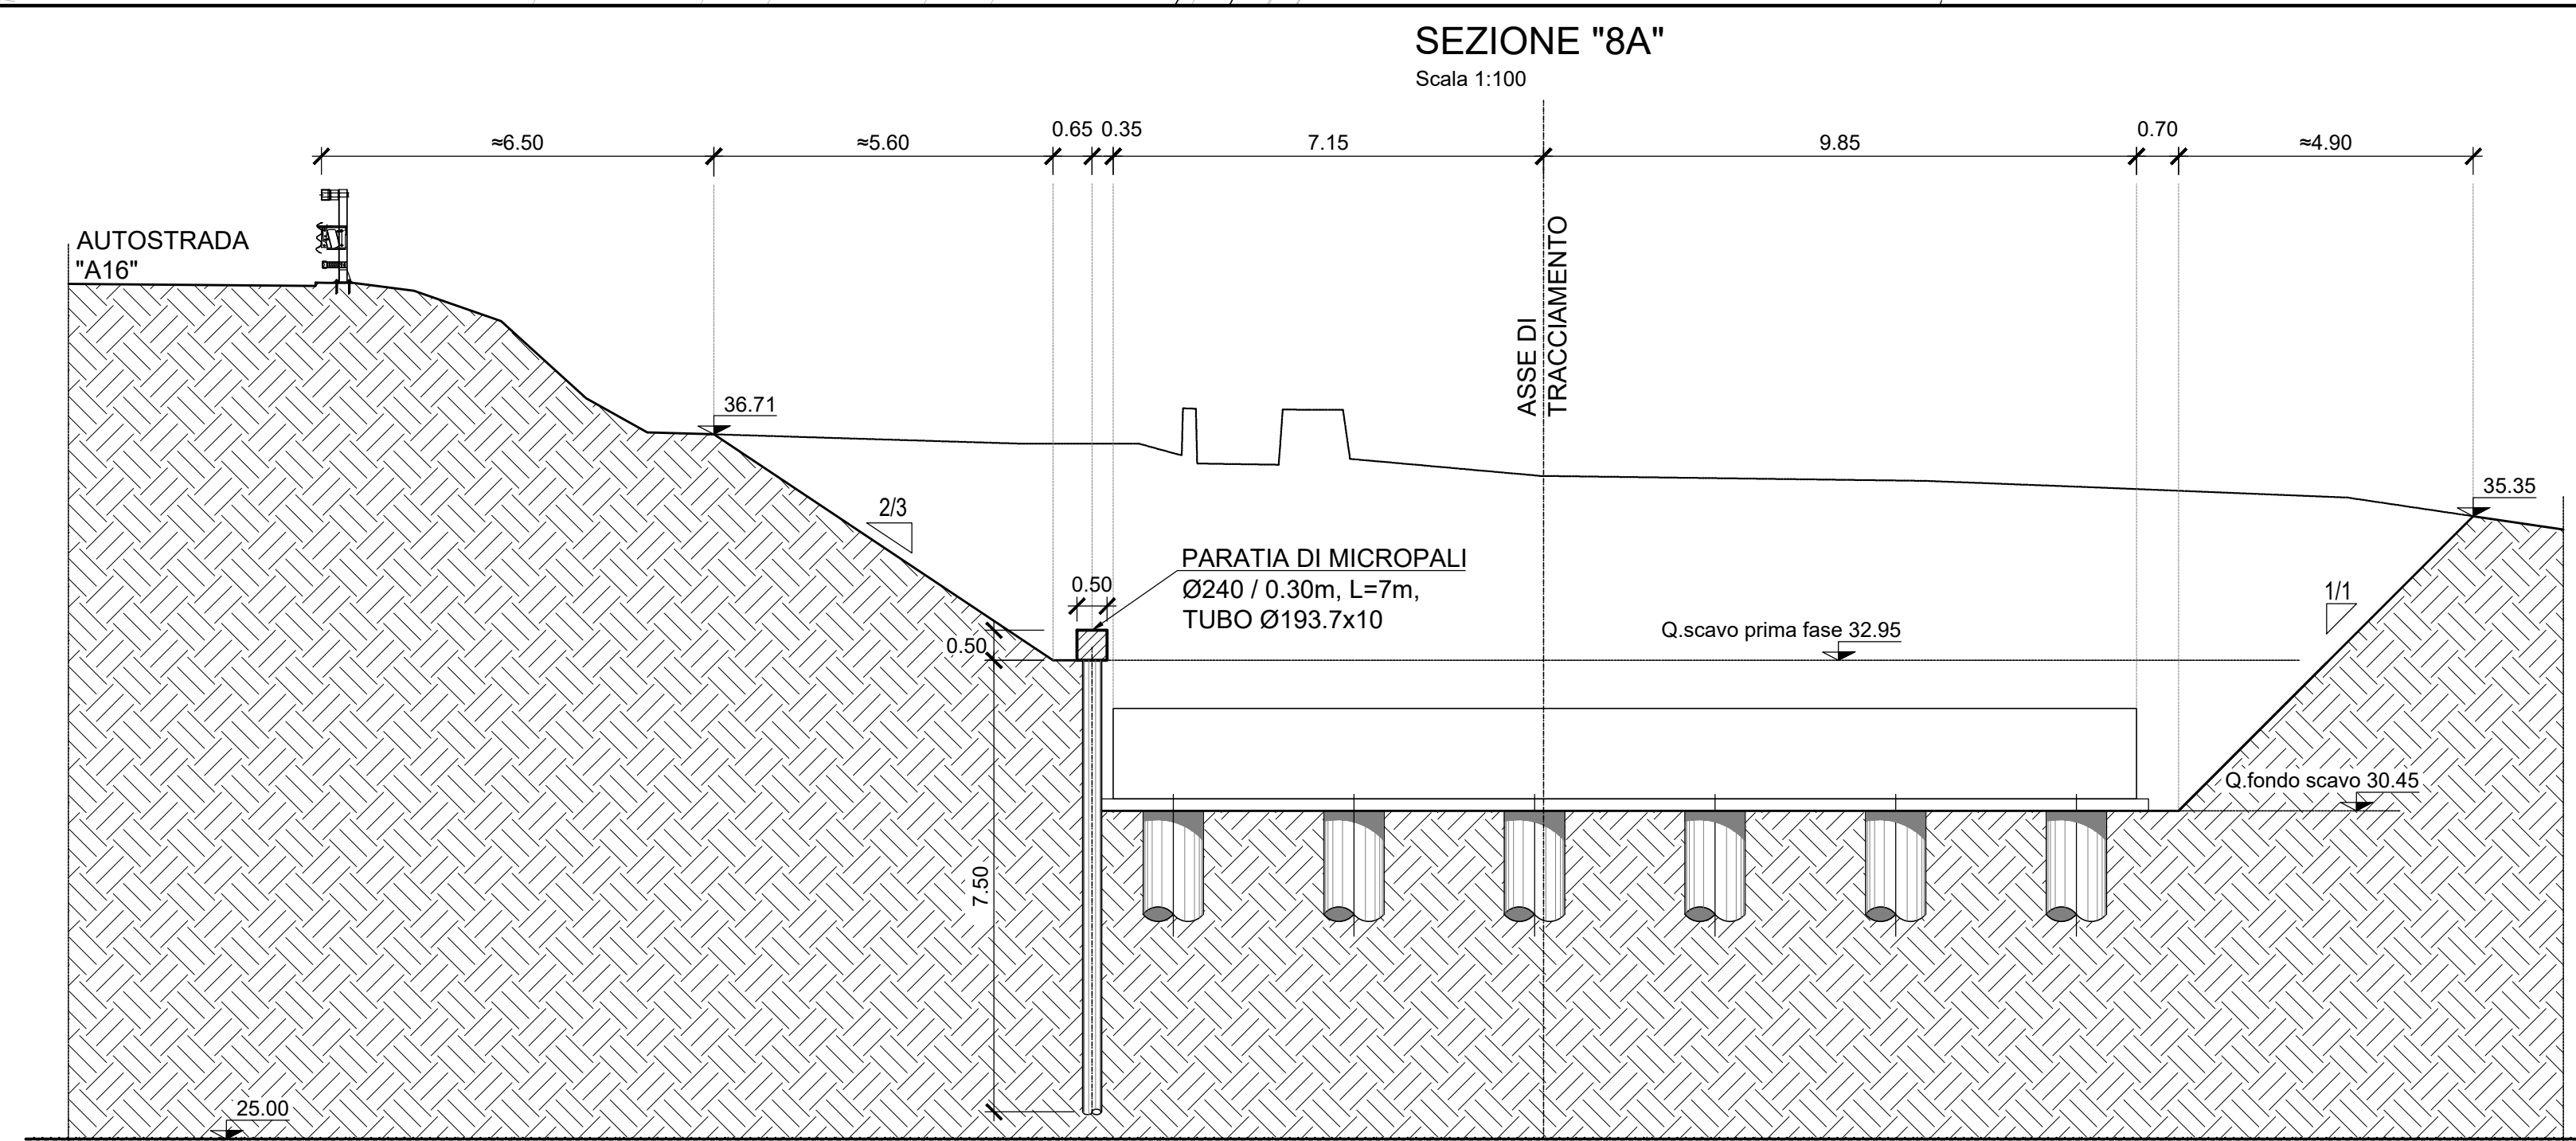 SEZIONE "8A"
Scala 1:100
≈6.50
≈5.60
0.65
0.35
7.15
9.85
0.70
≈4.90
AUTOSTRADA
"A16"
ASSE DI
TRACCIAMENTO
36.71
35.35
2/3
PARATIA DI MICROPALI
Ø240 / 0.30m, L=7m,
TUBO Ø193.7x10
0.50
0.50
1/1
Q.scavo prima fase 32.95
Q.fondo scavo 30.45
7.50
25.00